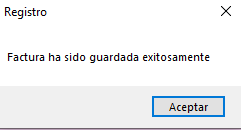 Registro
Factura ha sido guardada exitosamente
Aceptar